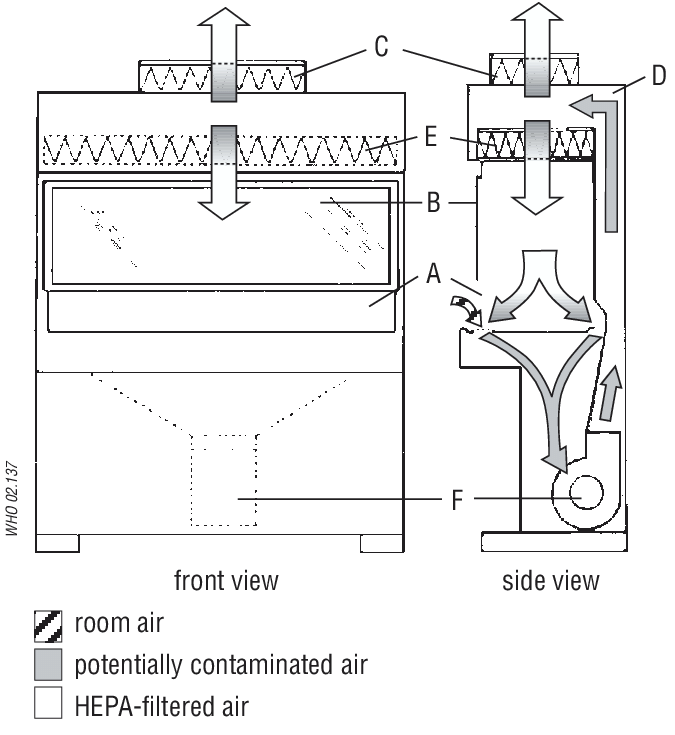 C
D
E
B
A
F
WHO 02.137
front view
side view
room air
potentially contaminated air
HEPA-filtered air